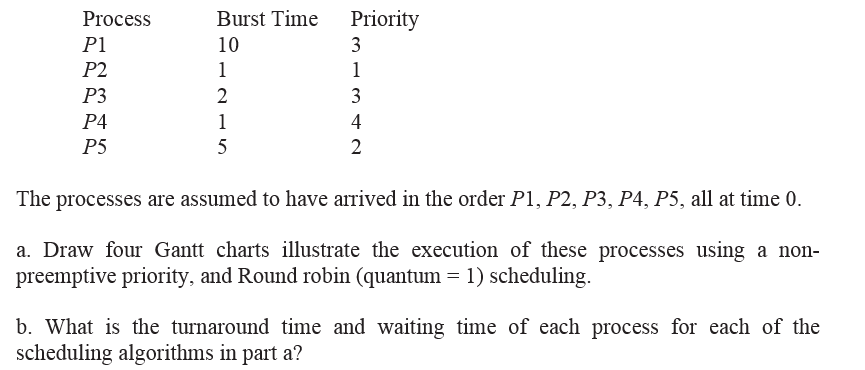 Process Burst Time Priority
P1 10 3
P2 1 1
P3 2 3
P4 1 4
P5 5 2
The processes are assumed to have arrived in the order P1, P2, P3, P4, P5, all at time 0.
a. Draw four Gantt charts illustrate the execution of these processes using a non-
preemptive priority, and Round robin (quantum = 1) scheduling.
b. What is the turnaround time and waiting time of each process for each of the
scheduling algorithms in part a?